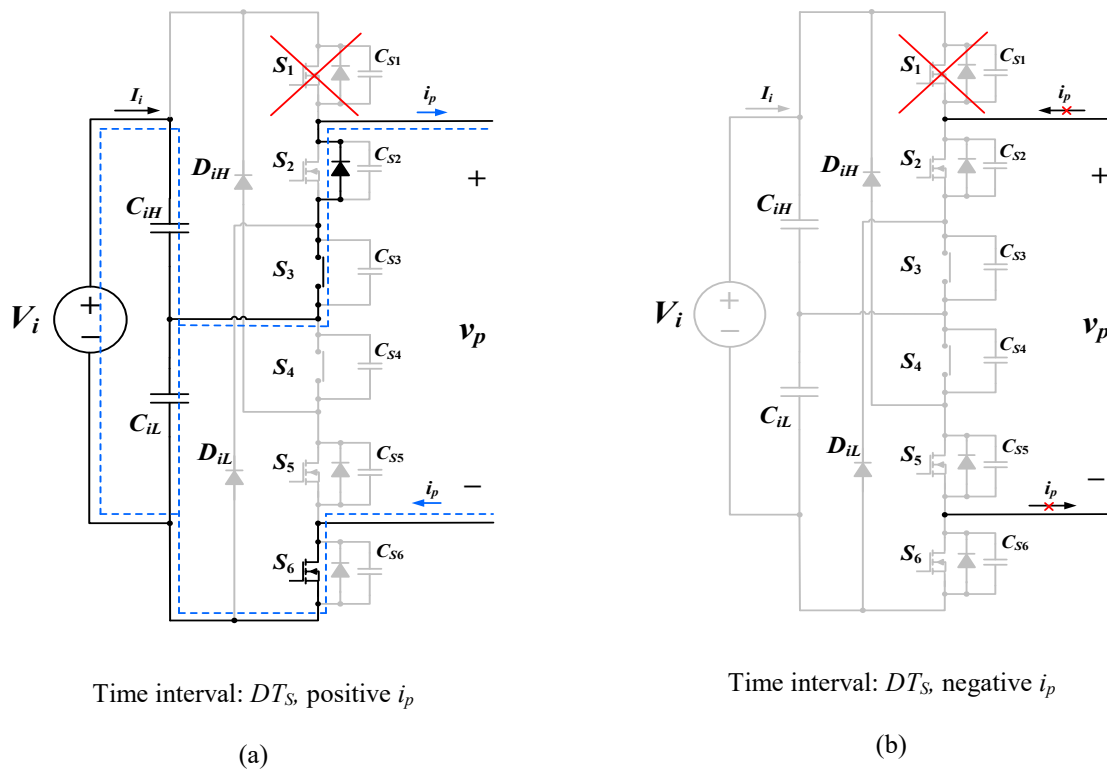 S1
CS1
Ii
ip
S2
CS2
DiH
+
CiH
S3
CS3
Vi
+
−
vp
S4
CS4
CiL
DiL
S5
CS5
ip
−
S6
CS6
Time interval: DTS, positive ip
(a)
S1
CS1
Ii
ip
S2
CS2
DiH
+
CiH
S3
CS3
Vi
+
−
vp
S4
CS4
CiL
DiL
S5
CS5
ip
−
S6
CS6
Time interval: DTS, negative ip
(b)